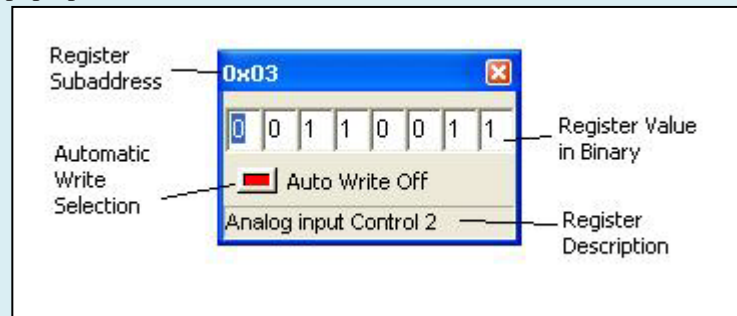 Register
Subaddress
0x03
0 0 1 1 0 0 1 1
Register Value
in Binary
Automatic
Write
Selection
Auto Write Off
Analog input Control 2
Register
Description